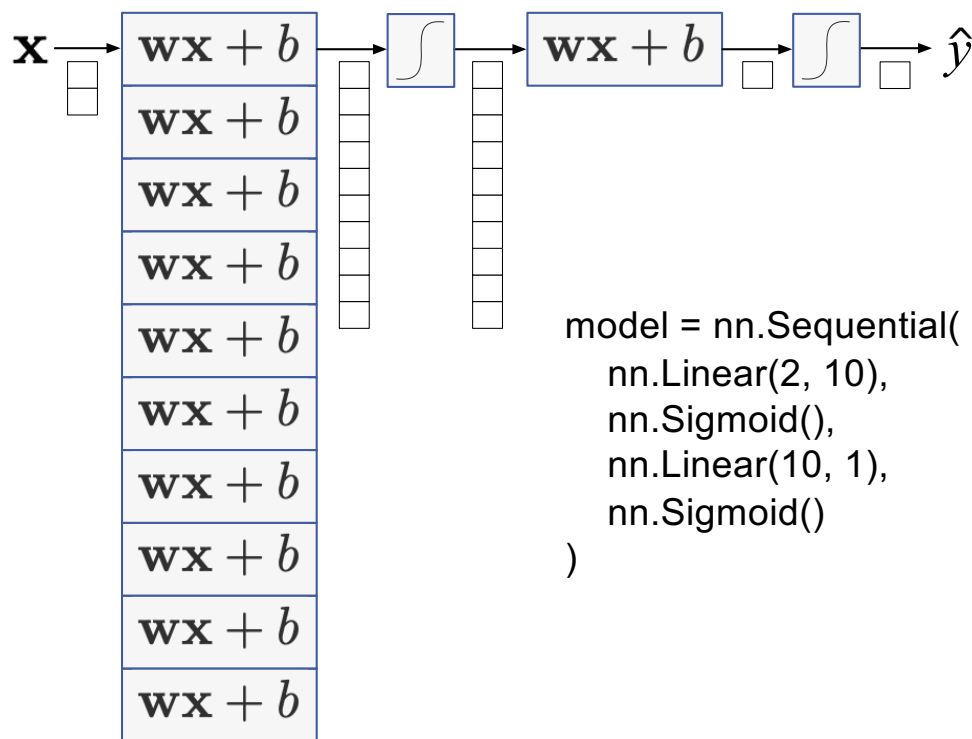 x
wx + b
wx + b
ŷ
wx + b
wx + b
wx + b
wx + b
wx + b
wx + b
wx + b
wx + b
wx + b
model = nn.Sequential(
nn.Linear(2, 10),
nn.Sigmoid(),
nn.Linear(10, 1),
nn.Sigmoid()
)